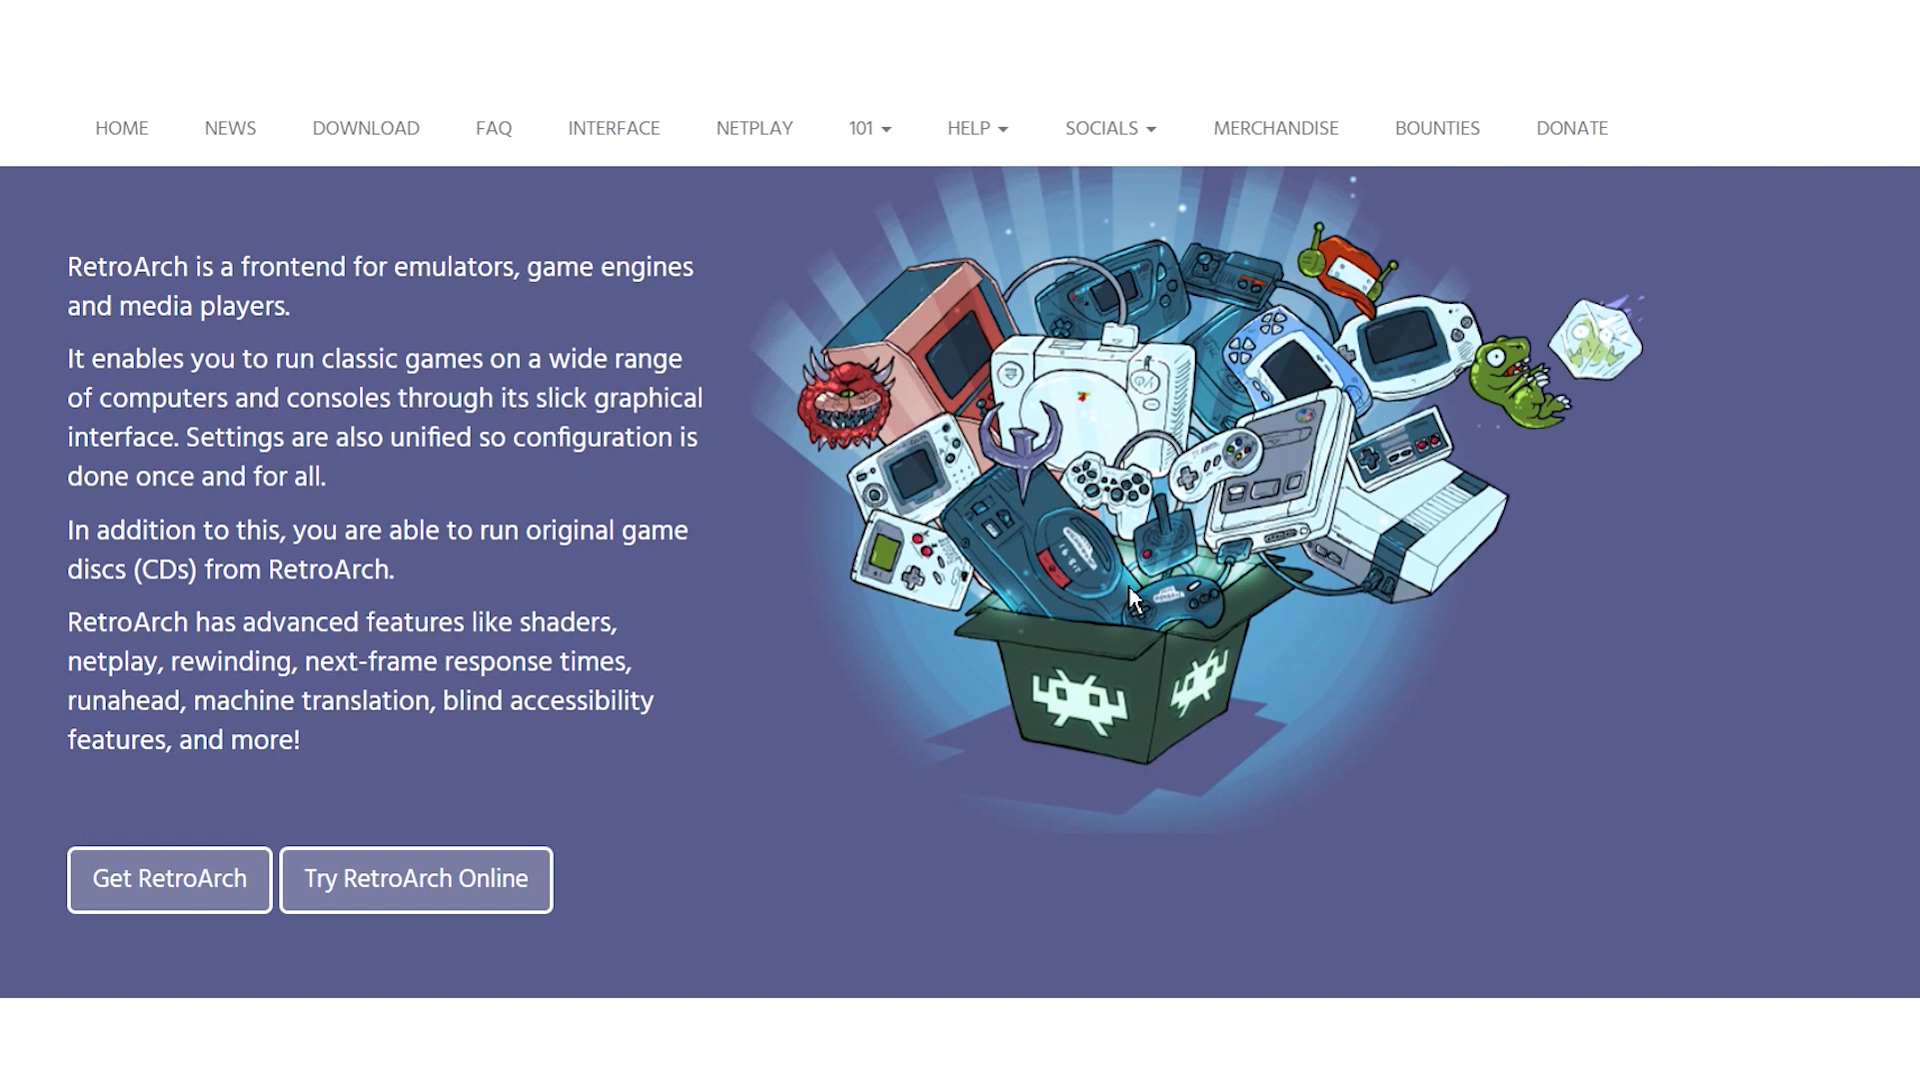 HOME NEWS DOWNLOAD FAQ INTERFACE NETPLAY 101 HELP SOCIALS MERCHANDISE BOUNTIES DONATE
RetroArch is a frontend for emulators, game engines
and media players.
It enables you to run classic games on a wide range
of computers and consoles through its slick graphical
interface. Settings are also unified so configuration is
done once and for all.
In addition to this, you are able to run original game
discs (CDs) from RetroArch.
RetroArch has advanced features like shaders,
netplay, rewinding, next-frame response times,
runahead, machine translation, blind accessibility
features, and more!
Get RetroArch Try RetroArch Online